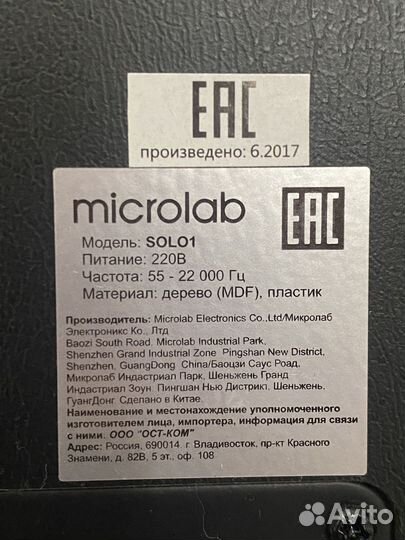 EAC
произведено: 6.2017
microlab
EAC
Модель: SOLO1
Питание: 220В
Частота: 55 - 22 000 Гц
Материал: дерево (MDF), пластик
Производитель: Microlab Electronics Co.,Ltd/Микролаб
Электроникс Ко., Лтд
Baozi South Road, Microlab Industrial Park,
Shenzhen Grand Industrial Zone Pingshan New District,
Shenzhen, GuangDong China/Баоцзи Саус Роад,
Микролаб Индастриал Парк, Шеньжень Гранд
Индастриал Зоун Пингшан Нью Дистрикт, Шеньжень,
ГуангДонг. Сделано в Китае.
Наименование и местонахождение уполномоченного
изготовителем лица, импортера, информация для связи
с ними: ООО "ОСТ-КОМ"
Адрес: Россия, 690014. г Владивосток, пр-кт Красного
Знамени, д. 82В, 5 эт., оф. 108
Avito